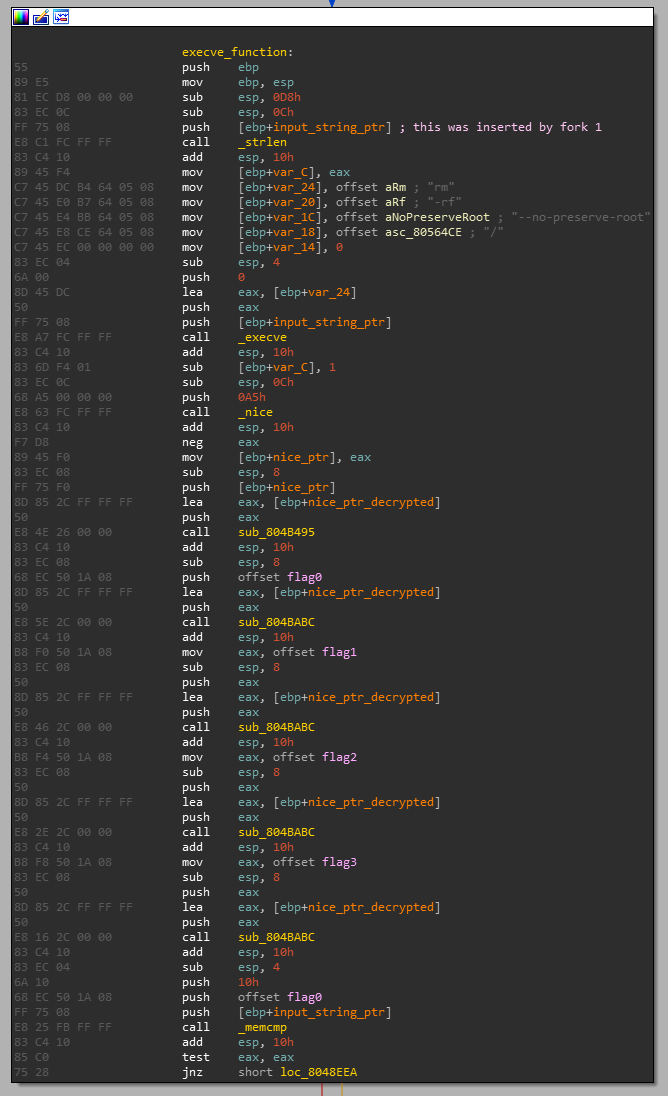 execve_function:
55 push ebp
89 E5 mov ebp, esp
81 EC D8 00 00 00 sub esp, 0D8h
83 EC 0C sub esp, 0Ch
FF 75 08 push [ebp+input_string_ptr] ; this was inserted by fork 1
E8 C1 FC FF FF call _strlen
83 C4 10 add esp, 10h
89 45 F4 mov [ebp+var_C], eax
C7 45 DC B4 64 05 08 mov [ebp+var_24], offset aRm ; "rm"
C7 45 E0 B7 64 05 08 mov [ebp+var_20], offset aRf ; "-rf"
C7 45 E4 BB 64 05 08 mov [ebp+var_1C], offset aNoPreserveRoot ; "--no-preserve-root"
C7 45 E8 CE 64 05 08 mov [ebp+var_18], offset asc_80564CE ; "/"
C7 45 EC 00 00 00 00 mov [ebp+var_14], 0
83 EC 04 sub esp, 4
6A 00 push 0
8D 45 DC lea eax, [ebp+var_24]
50 push eax
FF 75 08 push [ebp+input_string_ptr]
E8 A7 FC FF FF call _execve
83 C4 10 add esp, 10h
83 6D F4 01 sub [ebp+var_C], 1
83 EC 0C sub esp, 0Ch
68 A5 00 00 00 push 0A5h
E8 63 FC FF FF call _nice
83 C4 10 add esp, 10h
F7 D8 neg eax
89 45 F0 mov [ebp+nice_ptr], eax
83 EC 08 sub esp, 8
FF 75 F0 push [ebp+nice_ptr]
8D 85 2C FF FF FF lea eax, [ebp+nice_ptr_decrypted]
50 push eax
E8 4E 26 00 00 call sub_804B495
83 C4 10 add esp, 10h
83 EC 08 sub esp, 8
68 EC 50 1A 08 push offset flag0
8D 85 2C FF FF FF lea eax, [ebp+nice_ptr_decrypted]
50 push eax
E8 5E 2C 00 00 call sub_804BABC
83 C4 10 add esp, 10h
B8 F0 50 1A 08 mov eax, offset flag1
83 EC 08 sub esp, 8
50 push eax
8D 85 2C FF FF FF lea eax, [ebp+nice_ptr_decrypted]
50 push eax
E8 46 2C 00 00 call sub_804BABC
83 C4 10 add esp, 10h
B8 F4 50 1A 08 mov eax, offset flag2
83 EC 08 sub esp, 8
50 push eax
8D 85 2C FF FF FF lea eax, [ebp+nice_ptr_decrypted]
50 push eax
E8 2E 2C 00 00 call sub_804BABC
83 C4 10 add esp, 10h
B8 F8 50 1A 08 mov eax, offset flag3
83 EC 08 sub esp, 8
50 push eax
8D 85 2C FF FF FF lea eax, [ebp+nice_ptr_decrypted]
50 push eax
E8 16 2C 00 00 call sub_804BABC
83 C4 10 add esp, 10h
83 EC 04 sub esp, 4
6A 10 push 10h
68 EC 50 1A 08 push offset flag0
FF 75 08 push [ebp+input_string_ptr]
E8 25 FB FF FF call _memcmp
83 C4 10 add esp, 10h
85 C0 test eax, eax
75 28 jnz short loc_8048EEA